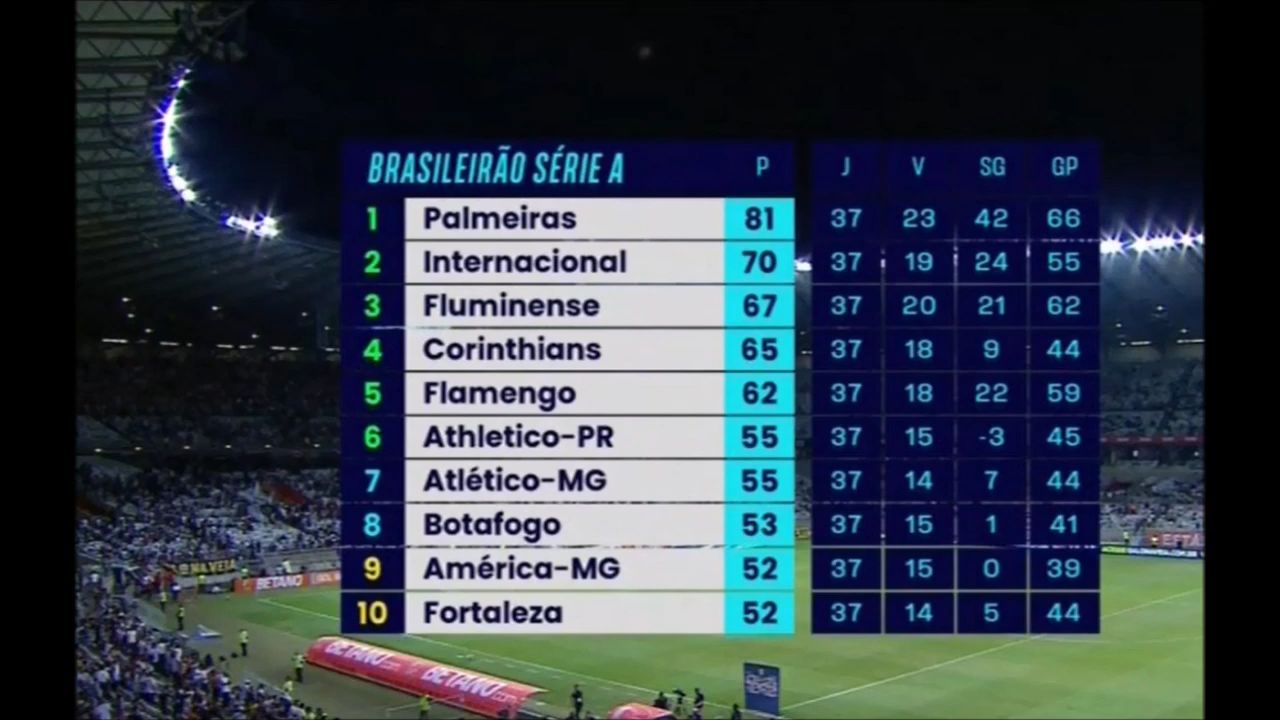 BRASILEIRÃO SÉRIE A P J V SG GP
1 Palmeiras 81 37 23 42 66
2 Internacional 70 37 19 24 55
3 Fluminense 67 37 20 21 62
4 Corinthians 65 37 18 9 44
5 Flamengo 62 37 18 22 59
6 Athletico-PR 55 37 15 -3 45
7 Atlético-MG 55 37 14 7 44
8 Botafogo 53 37 15 1 41
9 América-MG 52 37 15 0 39
10 Fortaleza 52 37 14 5 44
BETANO
BETANO
BETANO.com